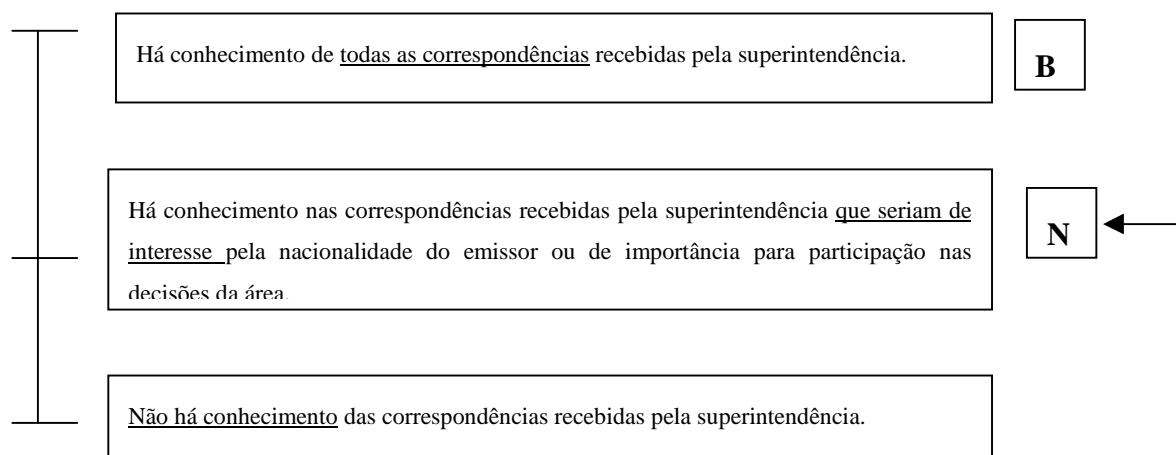 Há conhecimento de todas as correspondências recebidas pela superintendência.
B
Há conhecimento nas correspondências recebidas pela superintendência que seriam de
interesse pela nacionalidade do emissor ou de importância para participação nas
decisões da área.
N
Não há conhecimento das correspondências recebidas pela superintendência.